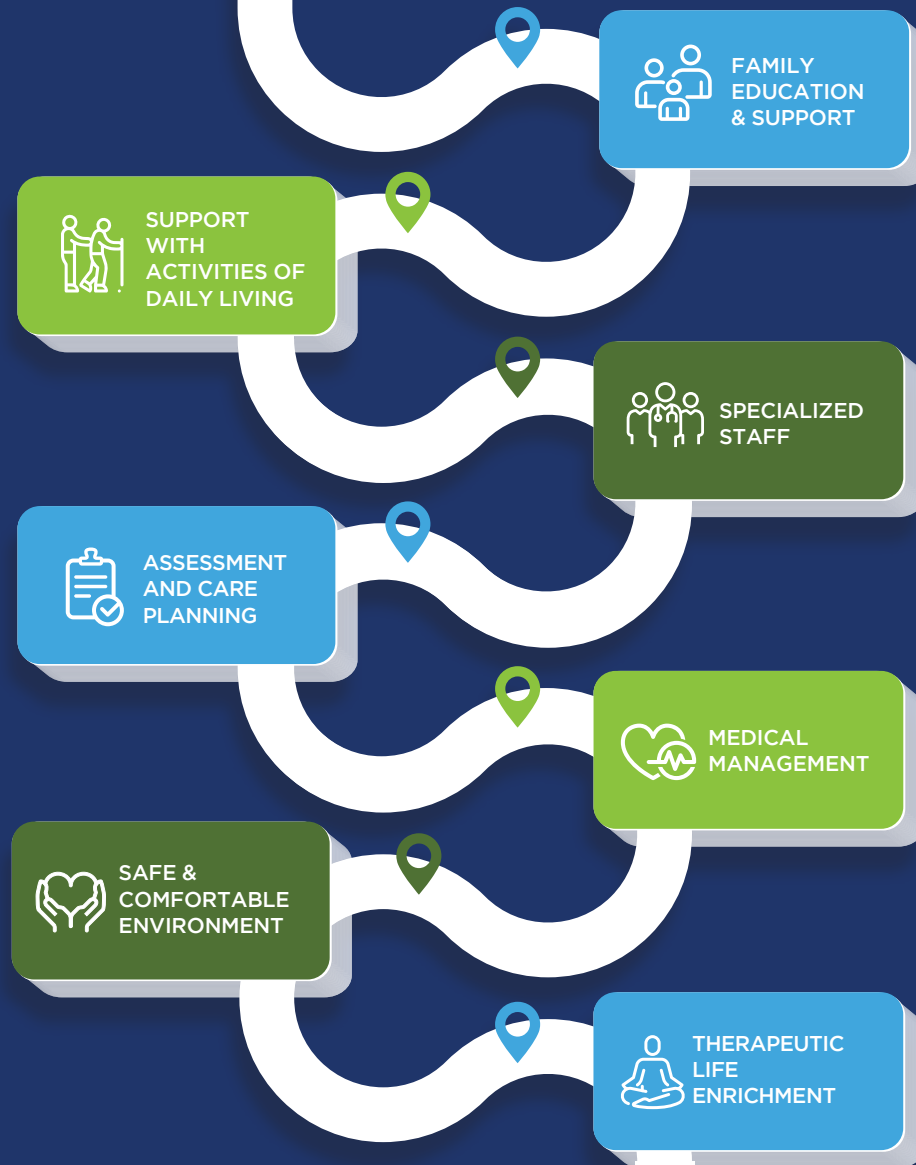 FAMILY
EDUCATION
& SUPPORT
SUPPORT
WITH
ACTIVITIES OF
DAILY LIVING
SPECIALIZED
STAFF
ASSESSMENT
AND CARE
PLANNING
MEDICAL
MANAGEMENT
SAFE &
COMFORTABLE
ENVIRONMENT
THERAPEUTIC
LIFE
ENRICHMENT